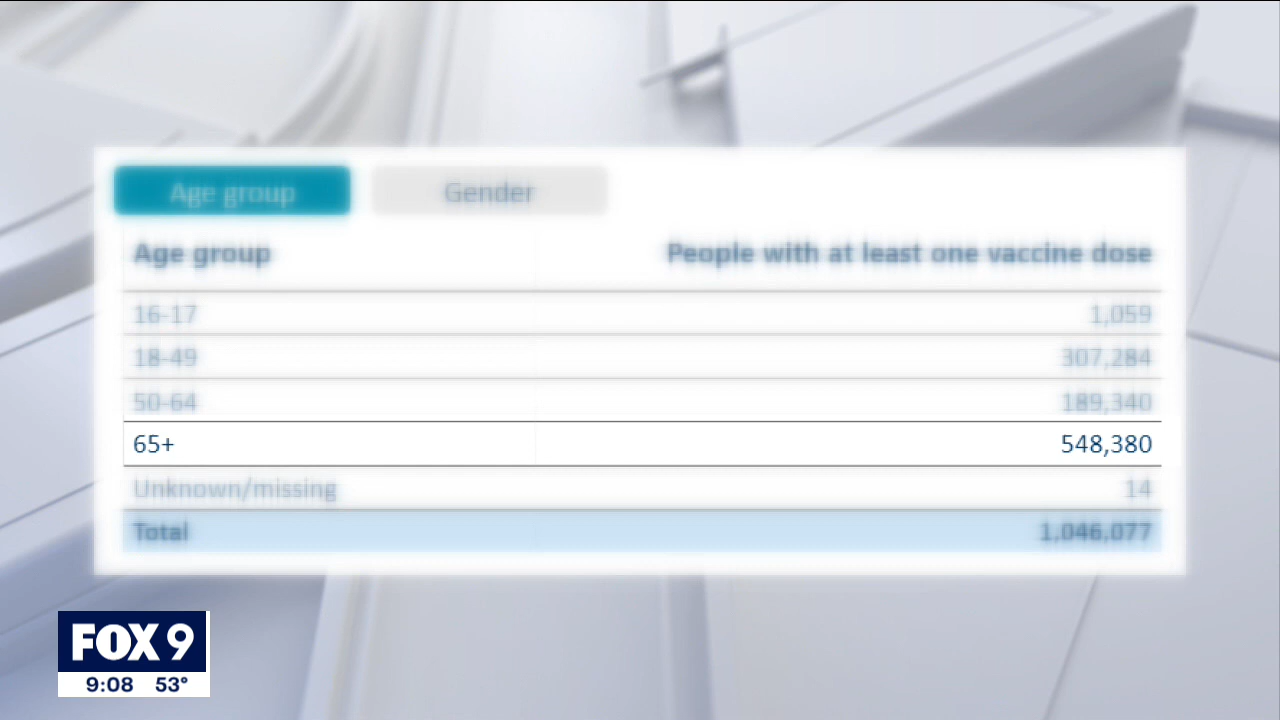 Age group Gender
Age group People with at least one vaccine dose
16-17 1,059
18-49 307,284
50-64 189,340
65+ 548,380
Unknown/missing 14
Total 1,046,077
FOX 9
9:08 53°